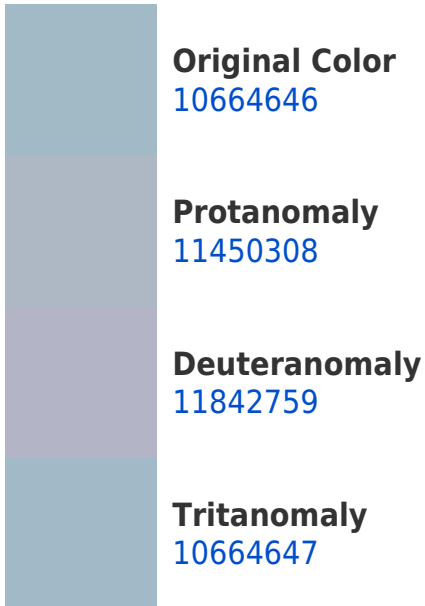 Original Color
10664646
Protanomaly
11450308
Deuteranomaly
11842759
Tritanomaly
10664647